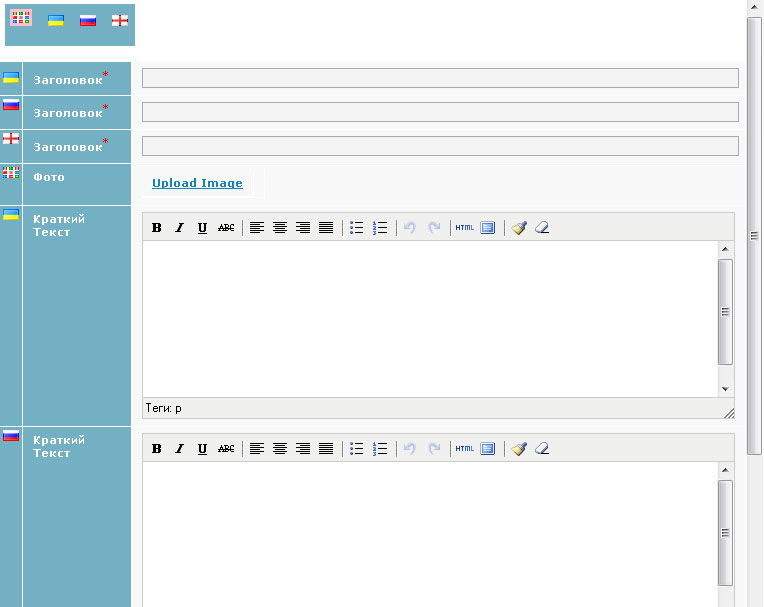 Заголовок*
Заголовок*
Заголовок*
Фото
Upload Image
Краткий
Текст
B I U ABC HTML
Теги: p
Краткий
Текст
B I U ABC HTML